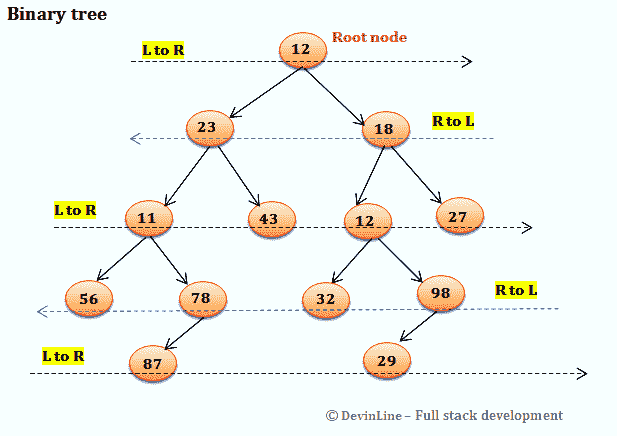 Binary tree
Root node
L to R
12
23
18
R to L
L to R
11
43
12
27
56
78
32
98
R to L
L to R
87
29
© DevinLine – Full stack development